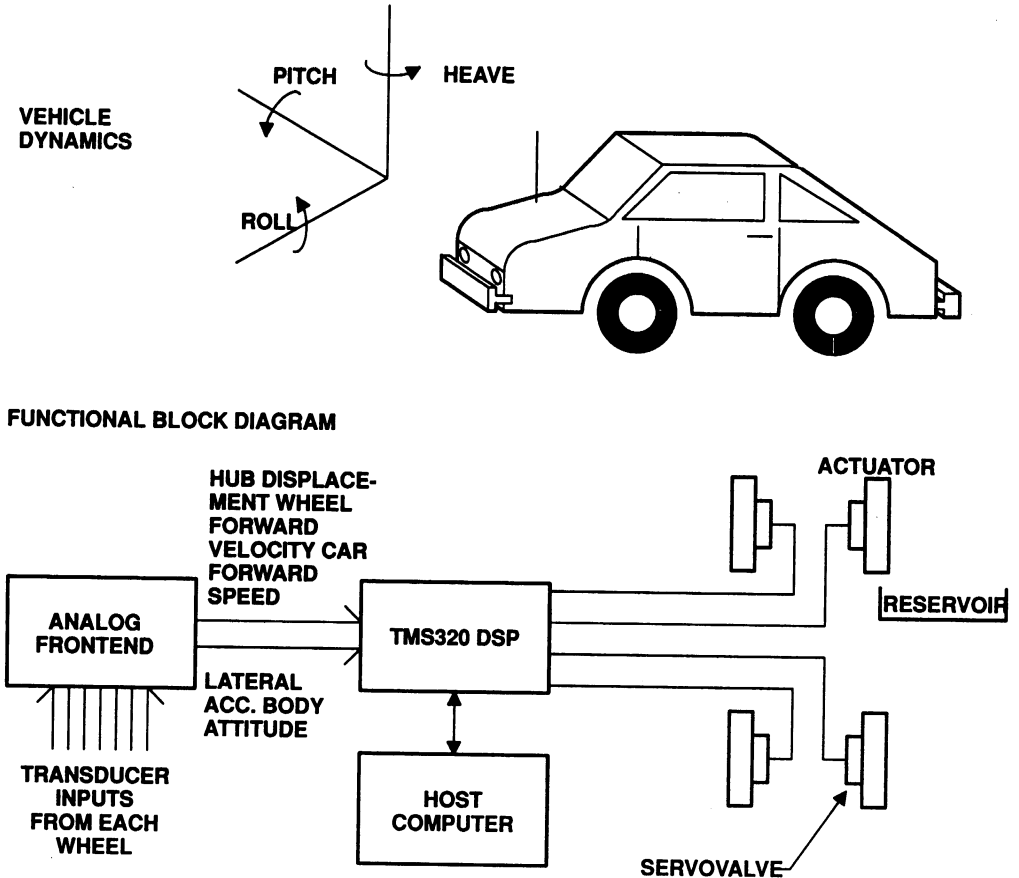 PITCH
HEAVE
VEHICLE
DYNAMICS
ROLL
FUNCTIONAL BLOCK DIAGRAM
HUB DISPLACE-
MENT WHEEL
FORWARD
VELOCITY CAR
FORWARD
SPEED
ACTUATOR
RESERVOIR
ANALOG
FRONTEND
TMS320 DSP
LATERAL
ACC. BODY
ATTITUDE
TRANSDUCER
INPUTS
FROM EACH
WHEEL
HOST
COMPUTER
SERVOVALVE